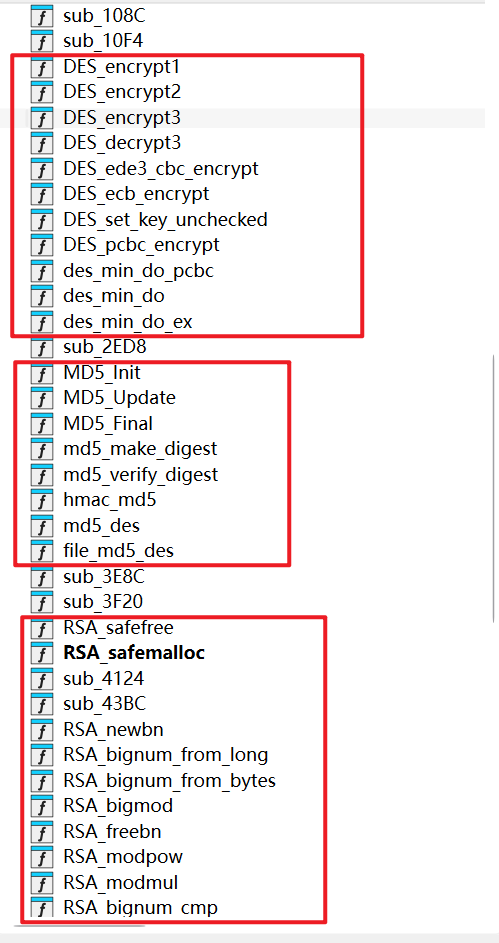 sub_108C
sub_10F4
DES_encrypt1
DES_encrypt2
DES_encrypt3
DES_decrypt3
DES_ede3_cbc_encrypt
DES_ecb_encrypt
DES_set_key_unchecked
DES_pcbc_encrypt
des_min_do_pcbc
des_min_do
des_min_do_ex
sub_2ED8
MD5_Init
MD5_Update
MD5_Final
md5_make_digest
md5_verify_digest
hmac_md5
md5_des
file_md5_des
sub_3E8C
sub_3F20
RSA_safefree
RSA_safemalloc
sub_4124
sub_43BC
RSA_newbn
RSA_bignum_from_long
RSA_bignum_from_bytes
RSA_bigmod
RSA_freebn
RSA_modpow
RSA_modmul
RSA_bignum_cmp